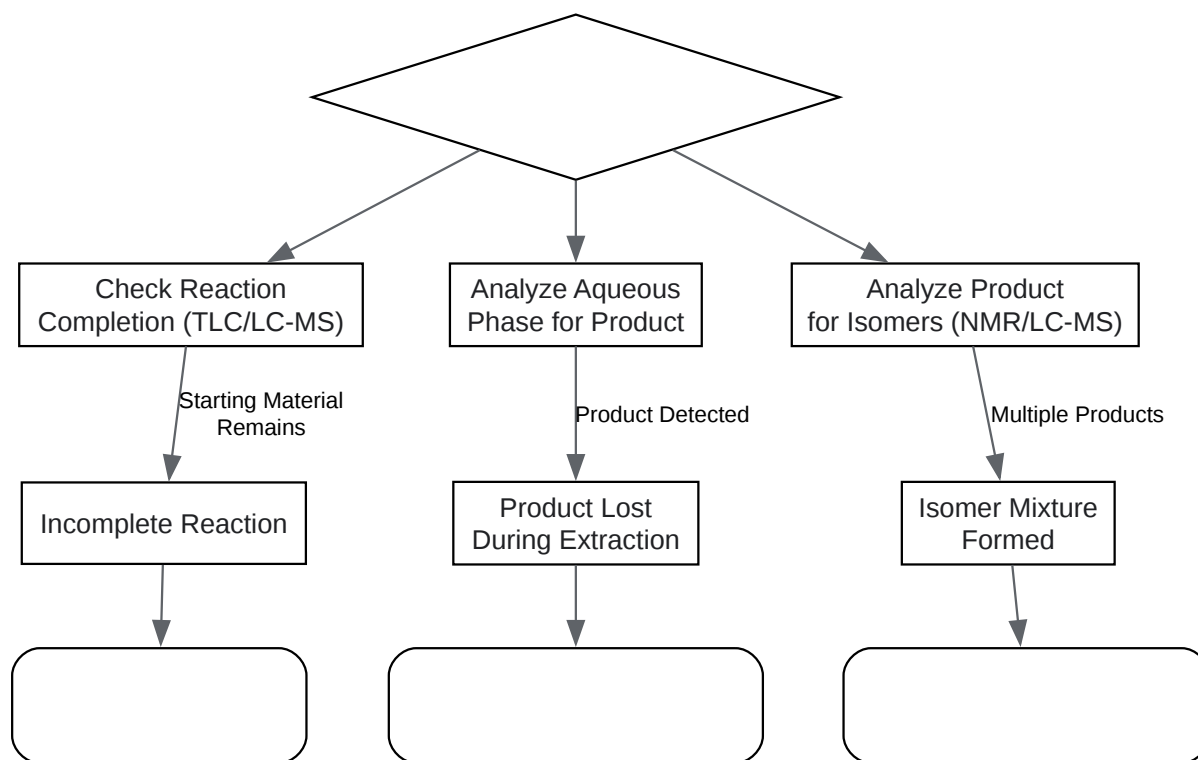 Check Reaction
Completion (TLC/LC-MS)
Analyze Aqueous
Phase for Product
Analyze Product
for Isomers (NMR/LC-MS)
Starting Material
Remains
Product Detected
Multiple Products
Incomplete Reaction
Product Lost
During Extraction
Isomer Mixture
Formed